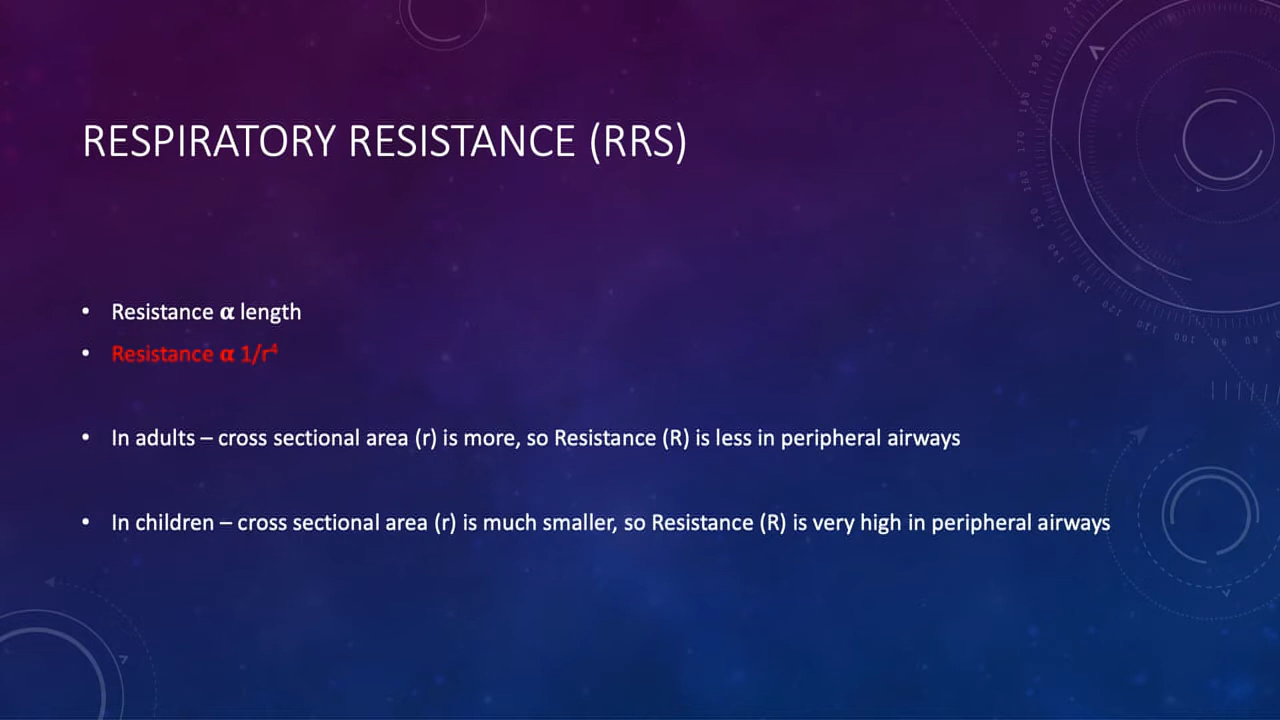 RESPIRATORY RESISTANCE (RRS)
• Resistance α length
• Resistance α 1/r⁴
• In adults – cross sectional area (r) is more, so Resistance (R) is less in peripheral airways
• In children – cross sectional area (r) is much smaller, so Resistance (R) is very high in peripheral airways